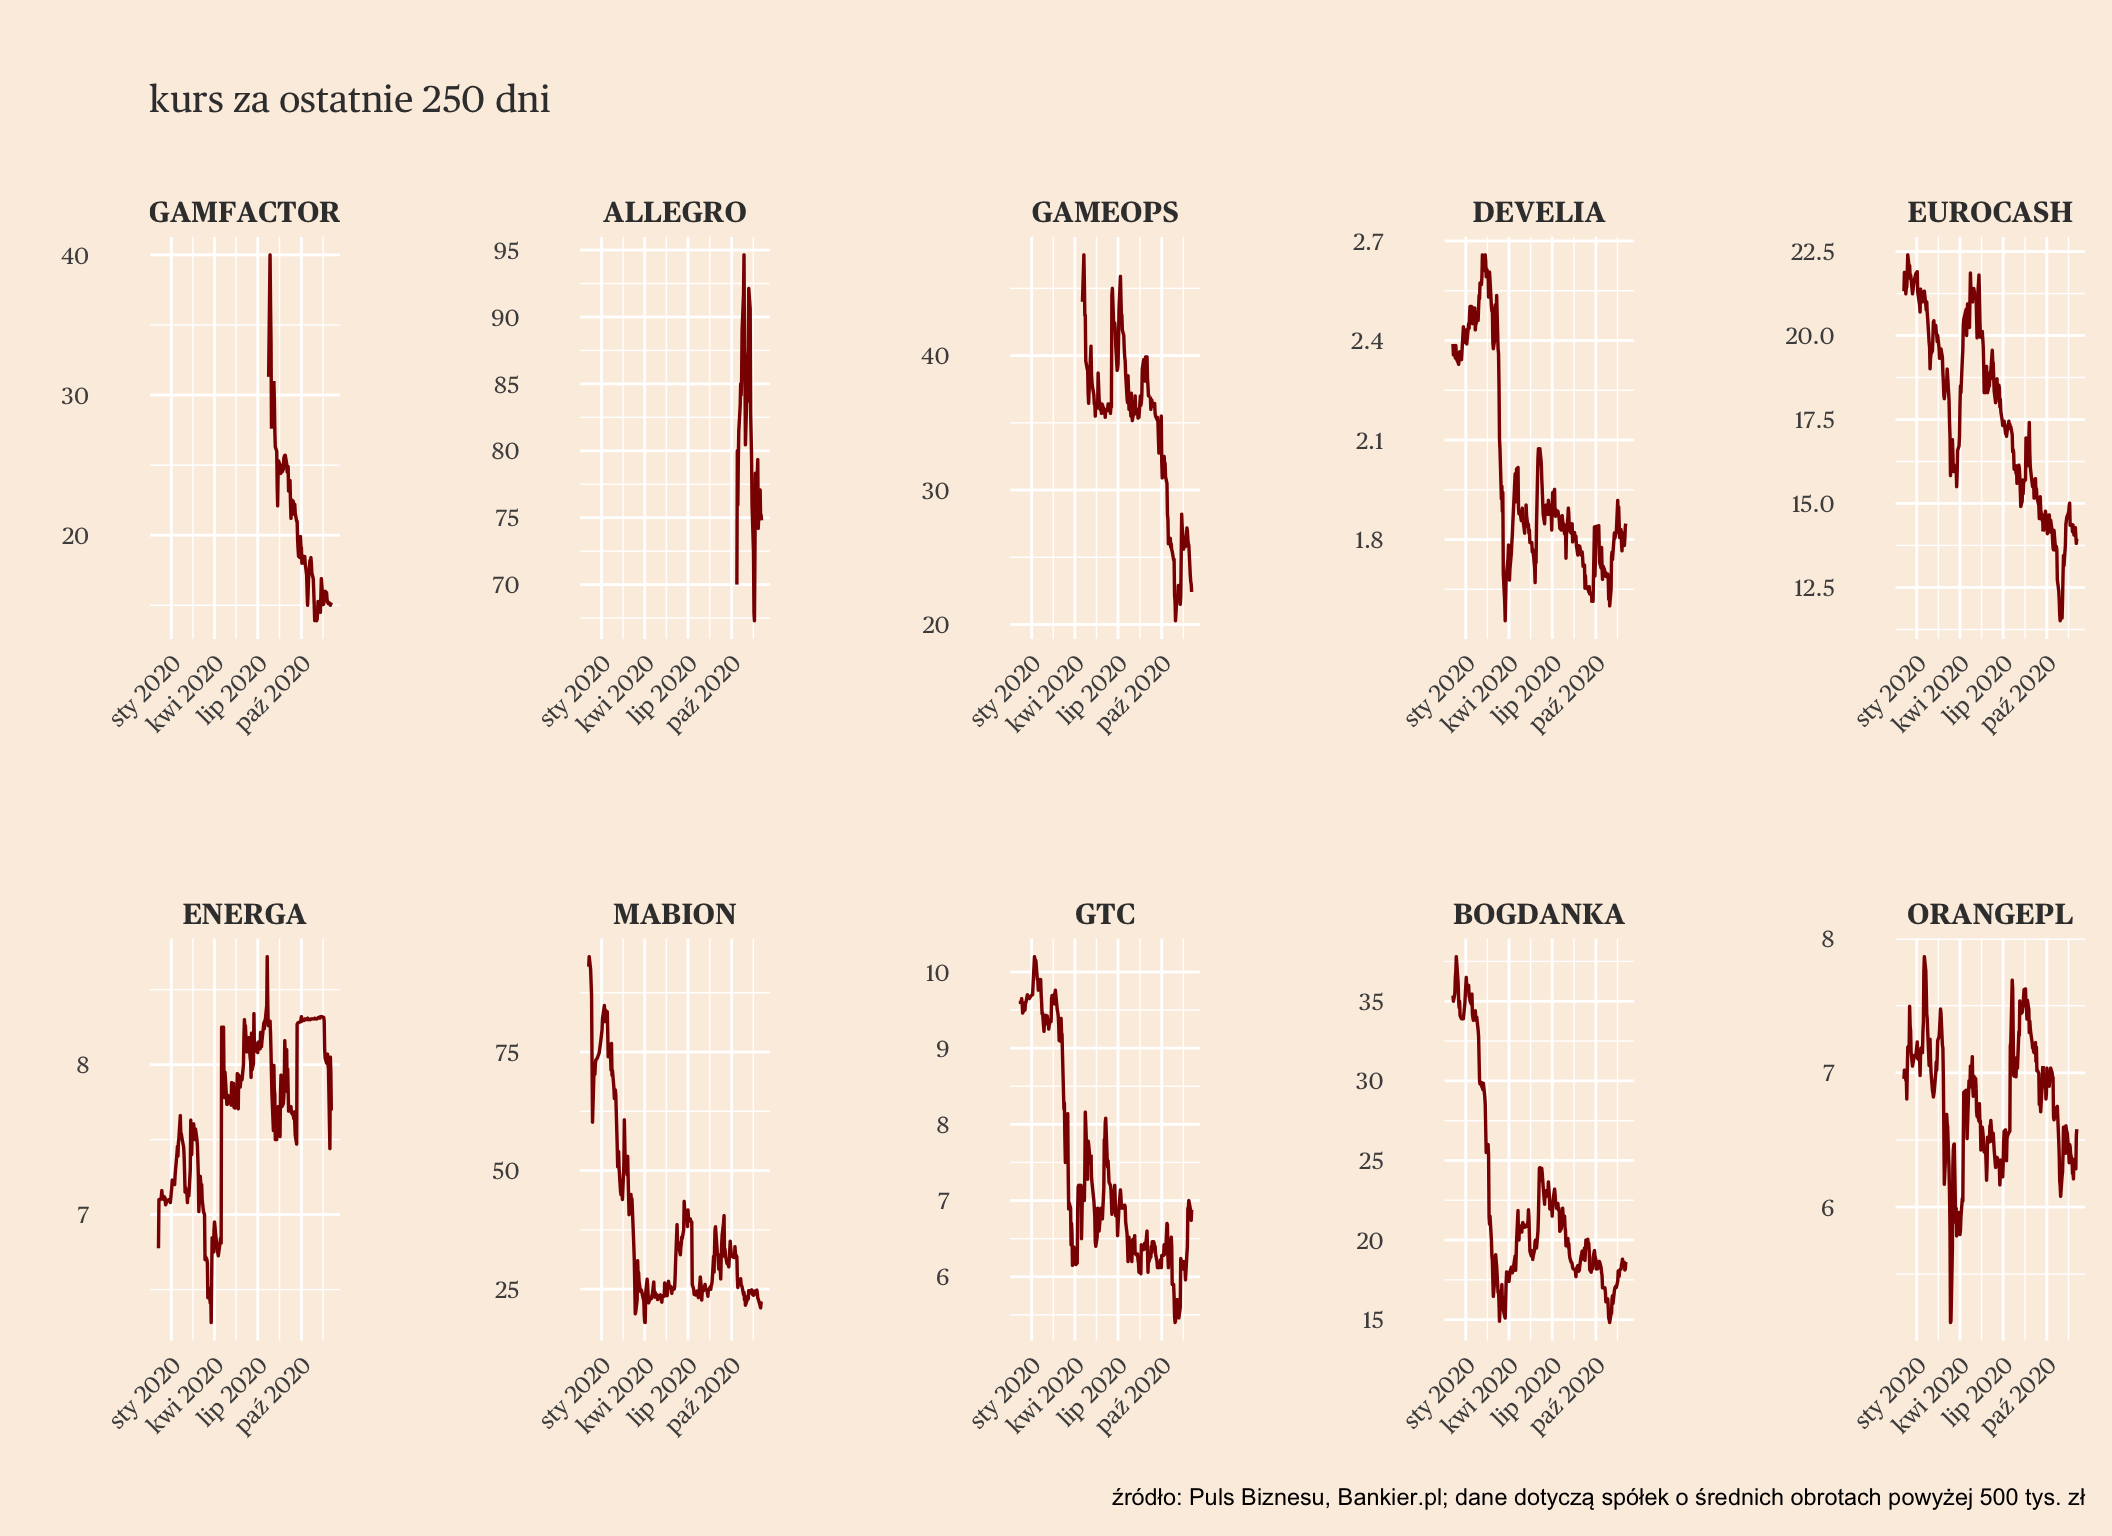 kurs za ostatnie 250 dni
GAMFACTOR
40
30
20
sty 2020
kwi 2020
lip 2020
paź 2020
ALLEGRO
95
90
85
80
75
70
sty 2020
kwi 2020
lip 2020
paź 2020
GAMEOPS
40
30
20
sty 2020
kwi 2020
lip 2020
paź 2020
DEVELIA
2.7
2.4
2.1
1.8
sty 2020
kwi 2020
lip 2020
paź 2020
EUROCASH
22.5
20.0
17.5
15.0
12.5
sty 2020
kwi 2020
lip 2020
paź 2020
ENERGA
8
7
sty 2020
kwi 2020
lip 2020
paź 2020
MABION
75
50
25
sty 2020
kwi 2020
lip 2020
paź 2020
GTC
10
9
8
7
6
sty 2020
kwi 2020
lip 2020
paź 2020
BOGDANKA
35
30
25
20
15
sty 2020
kwi 2020
lip 2020
paź 2020
ORANGEPL
8
7
6
sty 2020
kwi 2020
lip 2020
paź 2020
źródło: Puls Biznesu, Bankier.pl; dane dotyczą spółek o średnich obrotach powyżej 500 tys. zł